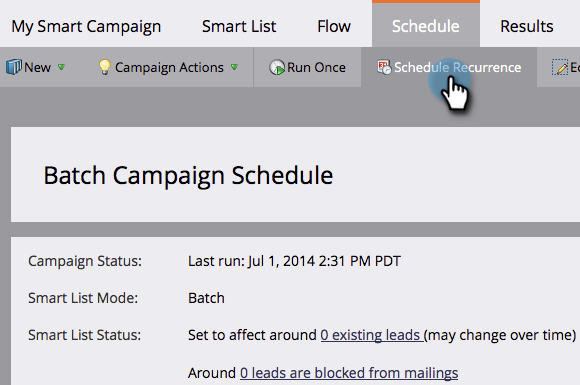 My Smart Campaign Smart List Flow Schedule Results
New Campaign Actions Run Once Schedule Recurrence
Batch Campaign Schedule
Campaign Status: Last run: Jul 1, 2014 2:31 PM PDT
Smart List Mode: Batch
Smart List Status: Set to affect around 0 existing leads (may change over time)
Around 0 leads are blocked from mailings